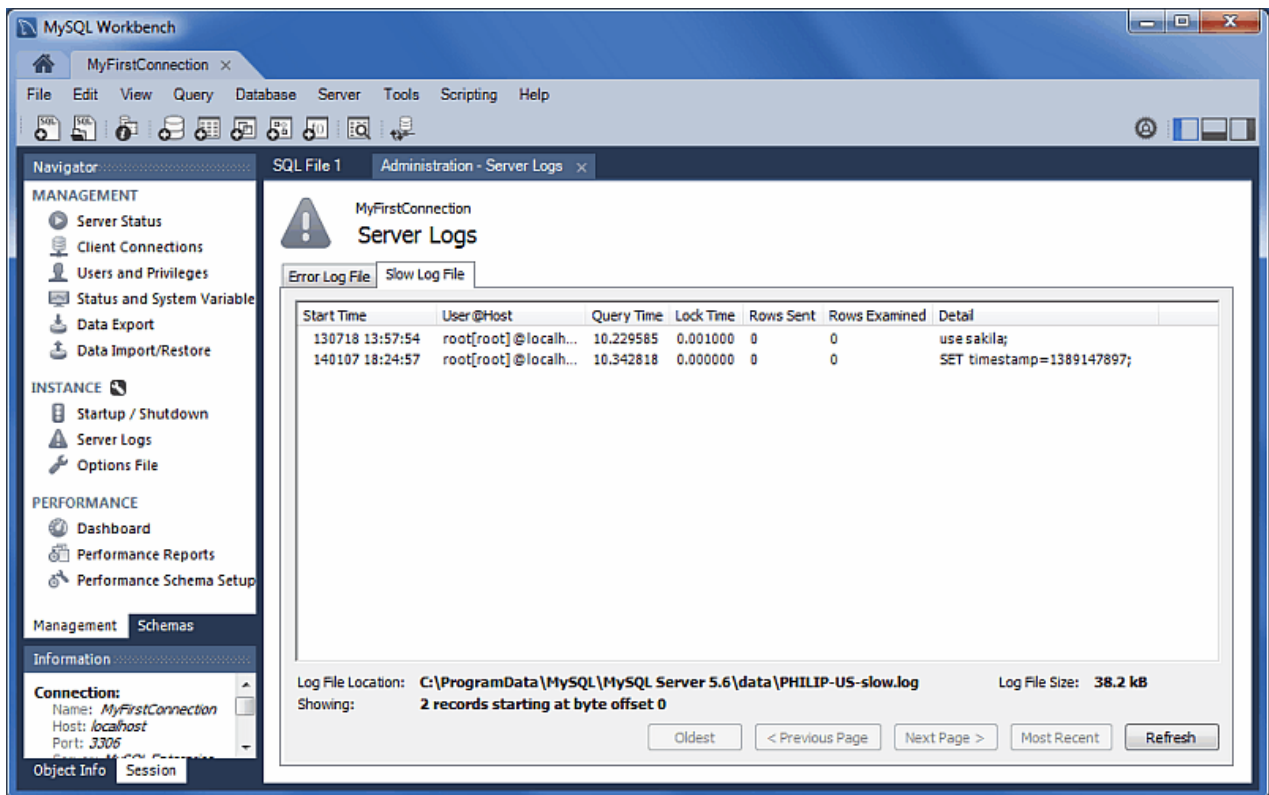 MySQL Workbench
MyFirstConnection
File Edit View Query Database Server Tools Scripting Help
Navigator
MANAGEMENT
Server Status
Client Connections
Users and Privileges
Status and System Variable
Data Export
Data Import/Restore
INSTANCE
Startup / Shutdown
Server Logs
Options File
PERFORMANCE
Dashboard
Performance Reports
Performance Schema Setup
Management Schemas
Information
Connection:
Name: MyFirstConnection
Host: localhost
Port: 3306
Object Info Session
SQL File 1 Administration - Server Logs
MyFirstConnection
Server Logs
Error Log File Slow Log File
Start Time User@Host Query Time Lock Time Rows Sent Rows Examined Detail
130718 13:57:54 root[root] @localh... 10.229585 0.001000 0 0 use sakila;
140107 18:24:57 root[root] @localh... 10.342818 0.000000 0 0 SET timestamp=1389147897;
Log File Location: C:\ProgramData\MySQL\MySQL Server 5.6\data\PHILIP-US-slow.log Log File Size: 38.2 kB
Showing: 2 records starting at byte offset 0
Oldest < Previous Page Next Page > Most Recent Refresh